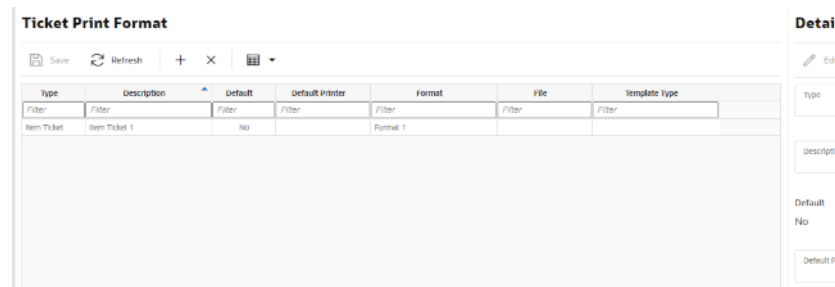 Ticket Print Format
Save Refresh
Type Description Default Default Printer Format File Template Type
Filter Filter Filter Filter Filter Filter Filter
Item Ticket Item Ticket 1 No Format 1
Detai
Ed
Type
Descripti
Default
No
Default P